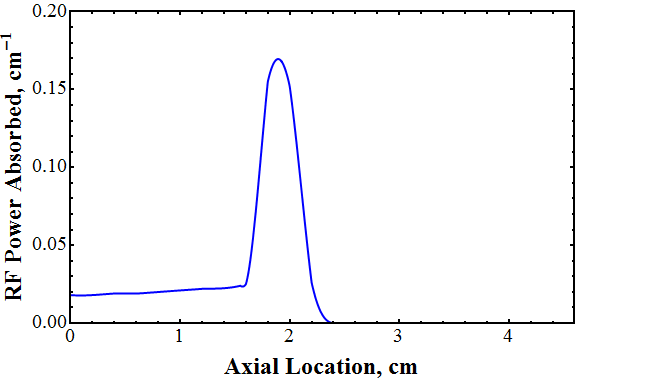 0.20
0.15
0.10
0.05
0.00
RF Power Absorbed, cm⁻¹
0 1 2 3 4
Axial Location, cm